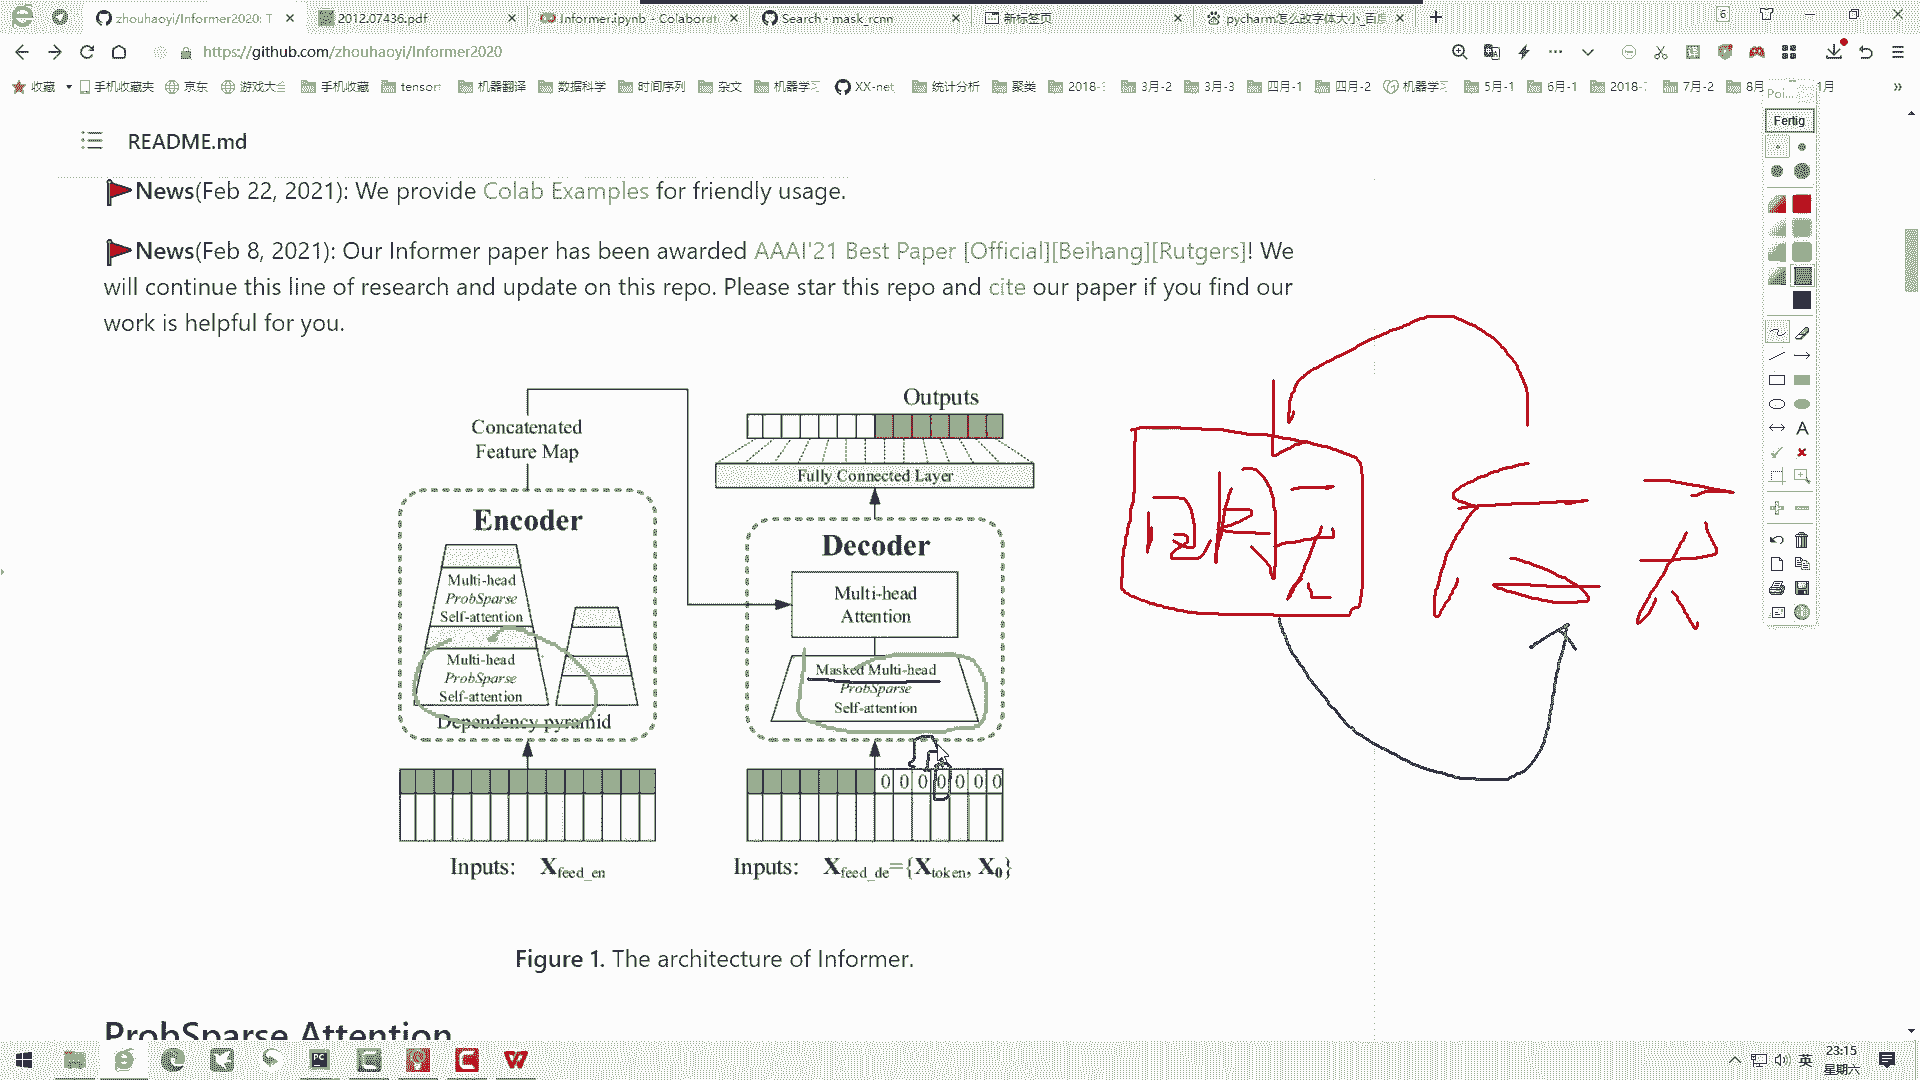 zhouhaoyi/Informer2020: T
2012.07436.pdf
Informer.ipynb - Colaborat
Search · mask_rcnn
新标签页
pycharm怎么改字体大小_百度
6
https://github.com/zhouhaoyi/Informer2020
收藏 手机收藏夹 京东 游戏大全 手机收藏 tensor 机器翻译 数据科学 时间序列 杂文 机器学习 XX-net 统计分析 聚类 2018- 3月-2 3月-3 四月-1 四月-2 机器学习 5月-1 6月-1 2018- 7月-2 8月 1月
Poi...
Fertig
README.md
News(Feb 22, 2021): We provide Colab Examples for friendly usage.
News(Feb 8, 2021): Our Informer paper has been awarded AAAI'21 Best Paper [Official][Beihang][Rutgers]! We
will continue this line of research and update on this repo. Please star this repo and cite our paper if you find our
work is helpful for you.
Concatenated
Feature Map
Encoder
Multi-head
ProbSparse
Self-attention
Multi-head
ProbSparse
Self-attention
Dependency pyramid
Inputs: Xfeed_en
Outputs
Fully Connected Layer
Decoder
Multi-head
Attention
Masked Multi-head
ProbSparse
Self-attention
0 0 0 0 0 0 0
Inputs: Xfeed_de={Xtoken, X0}
Figure 1. The architecture of Informer.
ProbSparse Attention
A
英
23:15
星期六